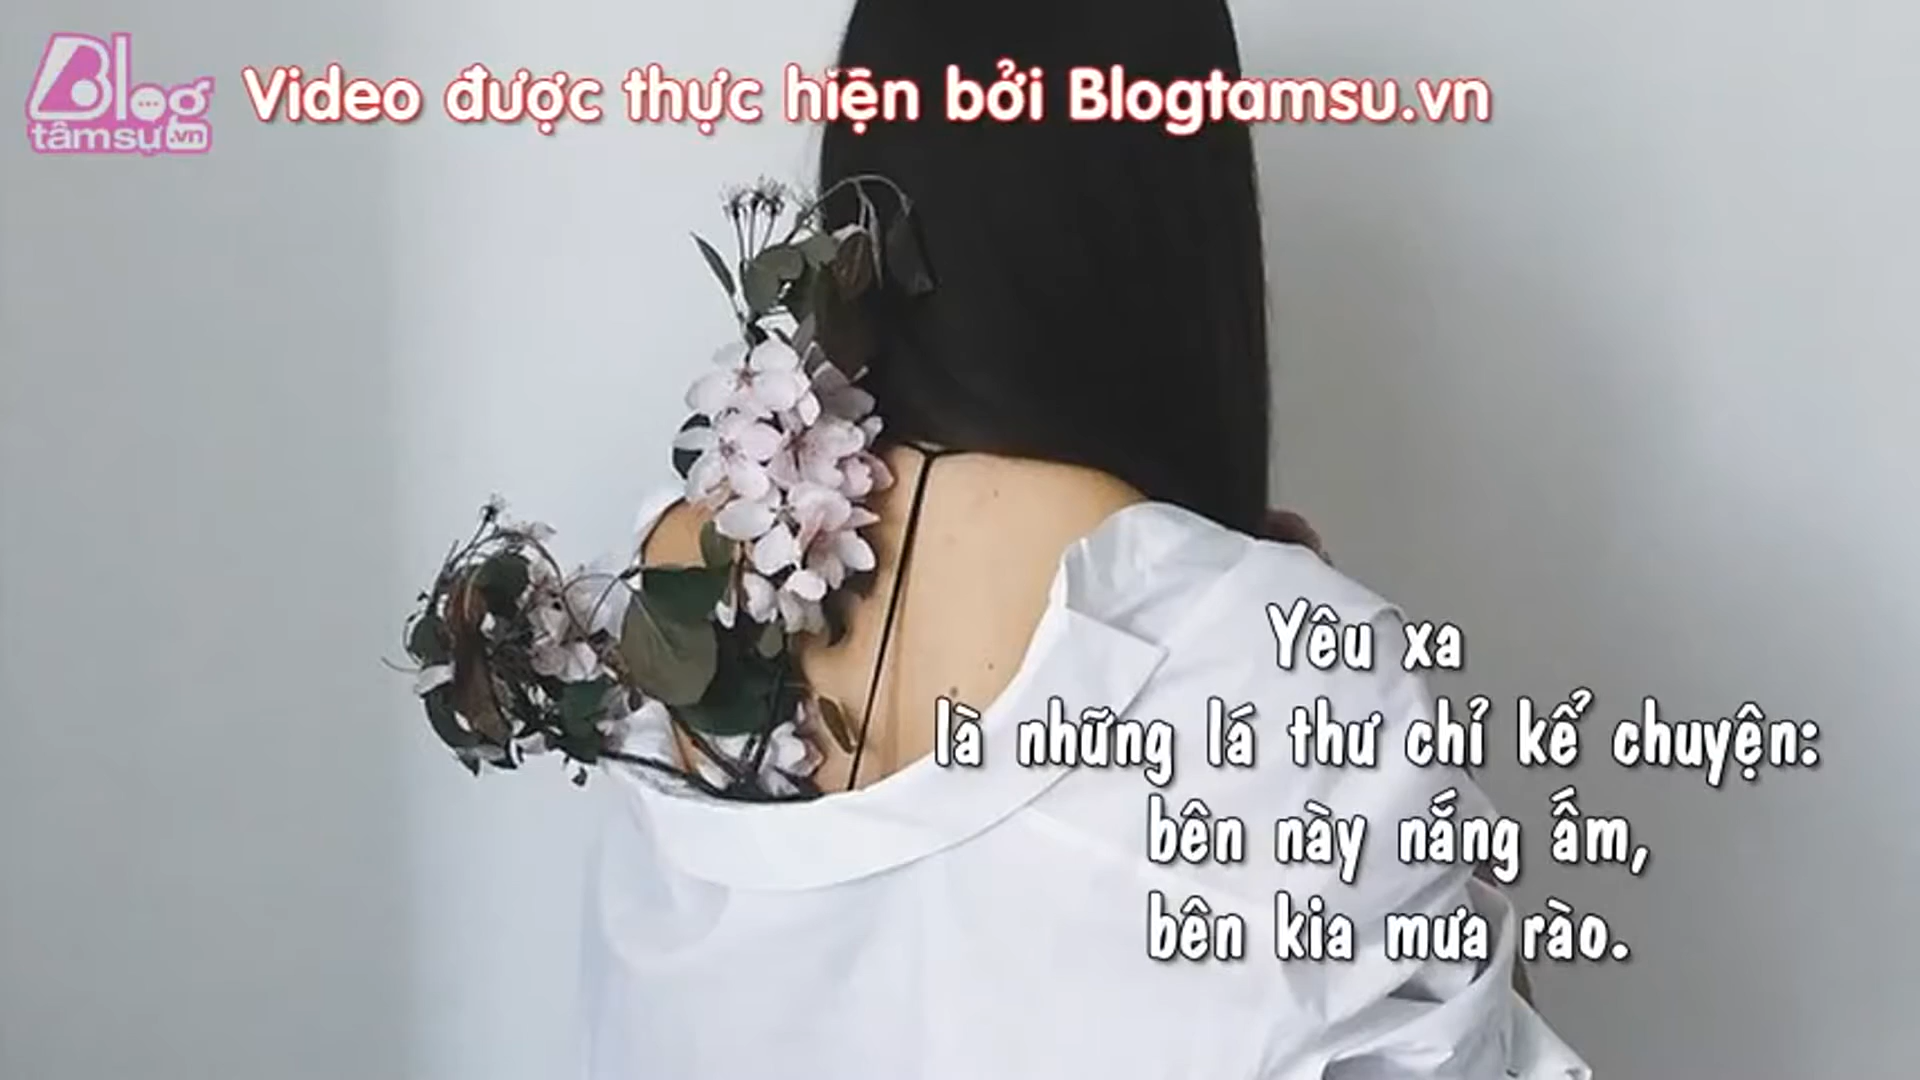 Blog
tâmsự.vn
Video được thực hiện bởi Blogtamsu.vn
Yêu xa
là những lá thư chỉ kể chuyện:
bên này nắng ấm,
bên kia mưa rào.